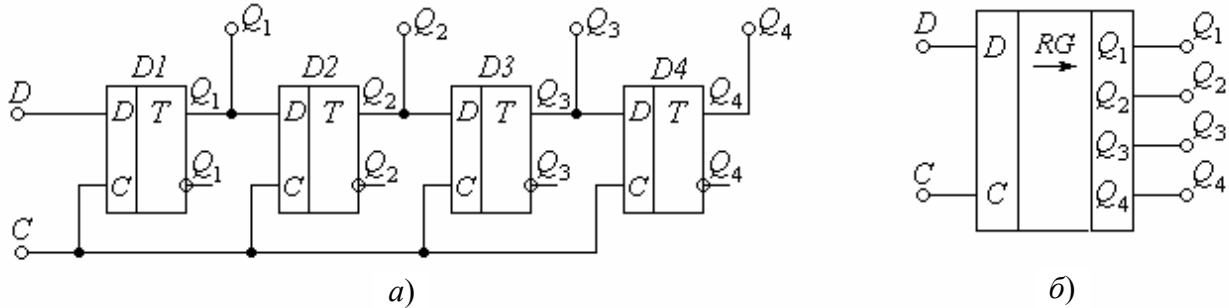 Q₁ Q₂ Q₃ Q₄
D1 D2 D3 D4
D D T Q₁ D T Q₂ D T Q₃ D T Q₄
C Q₁ C Q₂ C Q₃ C Q₄
C
а)
D D RG Q₁ Q₁
Q₂ Q₂
Q₃ Q₃
C C Q₄ Q₄
б)